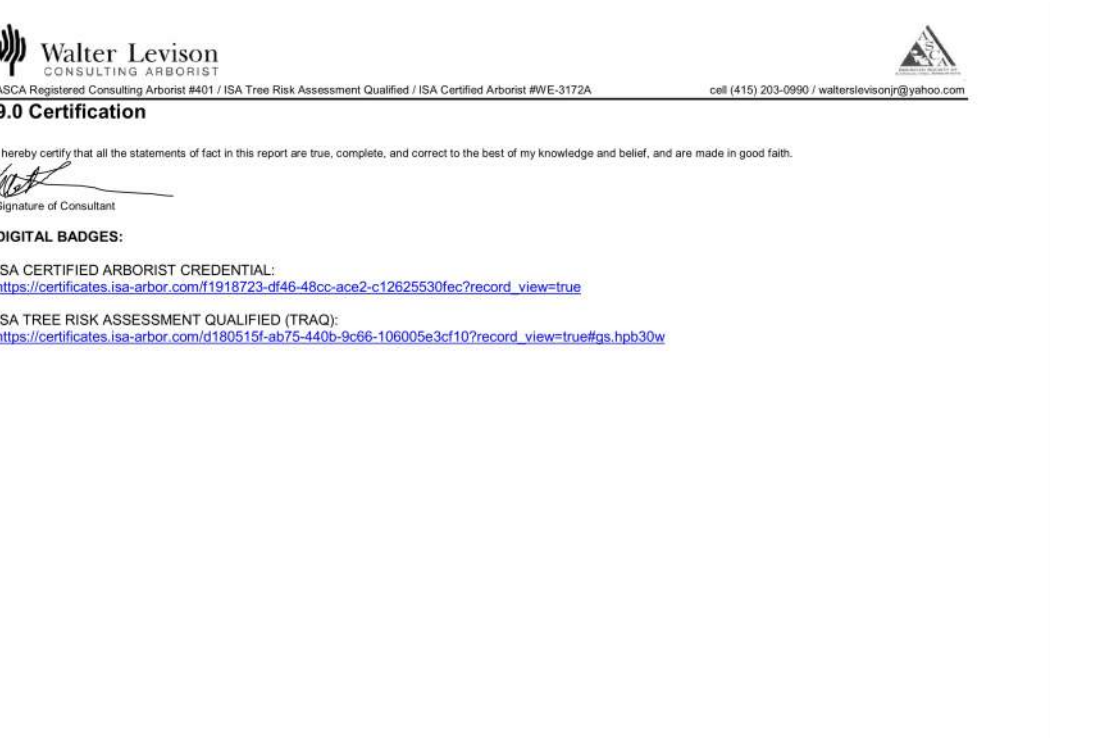 Walter Levison
CONSULTING ARBORIST
ASCA
ASCA Registered Consulting Arborist #401 / ISA Tree Risk Assessment Qualified / ISA Certified Arborist #WE-3172A
cell (415) 203-0990 / walterslevisonjr@yahoo.com
9.0 Certification
hereby certify that all the statements of fact in this report are true, complete, and correct to the best of my knowledge and belief, and are made in good faith.
Signature of Consultant
DIGITAL BADGES:
SA CERTIFIED ARBORIST CREDENTIAL:
https://certificates.isa-arbor.com/f1918723-df46-48cc-ace2-c12625530fec?record_view=true
SA TREE RISK ASSESSMENT QUALIFIED (TRAQ):
https://certificates.isa-arbor.com/d180515f-ab75-440b-9c66-106005e3cf10?record_view=true#gs.hpb30w